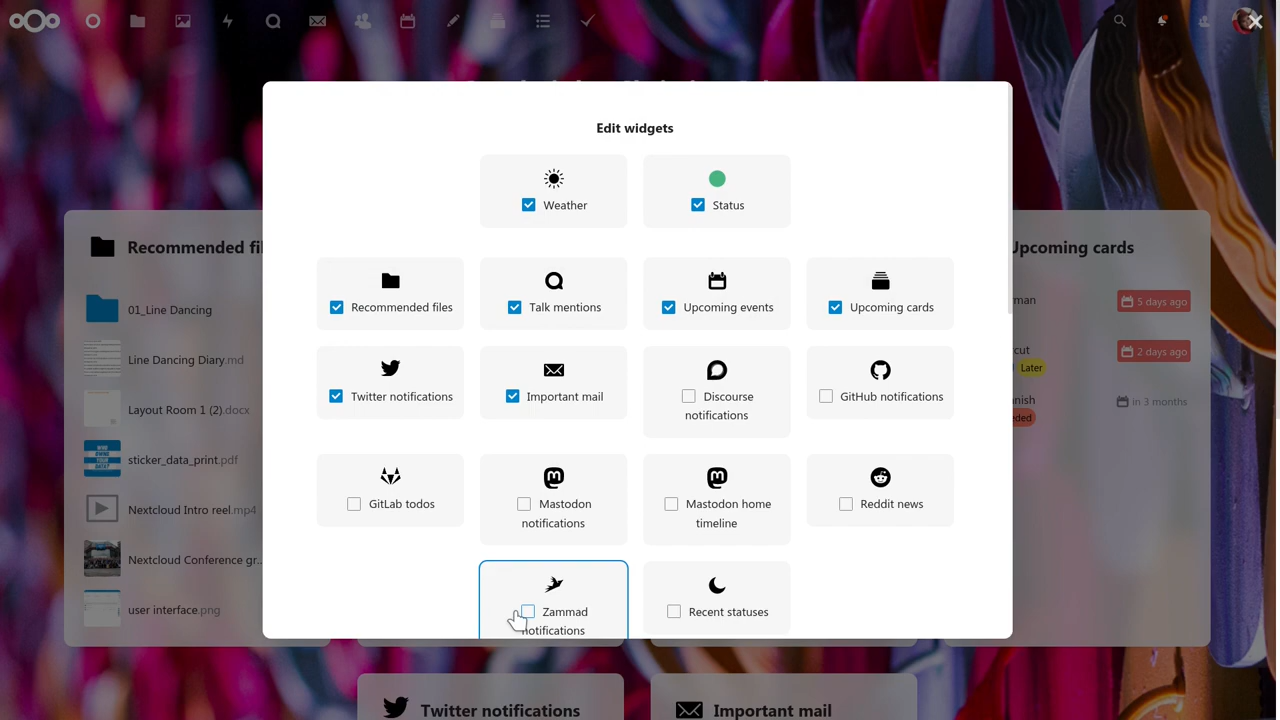 Edit widgets
Weather
Status
Recommended files
Talk mentions
Upcoming events
Upcoming cards
Twitter notifications
Important mail
Discourse
notifications
GitHub notifications
GitLab todos
Mastodon
notifications
Mastodon home
timeline
Reddit news
Zammad
notifications
Recent statuses
Recommended fil
01_Line Dancing
Line Dancing Diary.md
Layout Room 1 (2).docx
sticker_data_print.pdf
Nextcloud Intro reel.mp4
Nextcloud Conference gr...
user interface.png
Upcoming cards
5 days ago
2 days ago
Later
in 3 months
Twitter notifications
Important mail